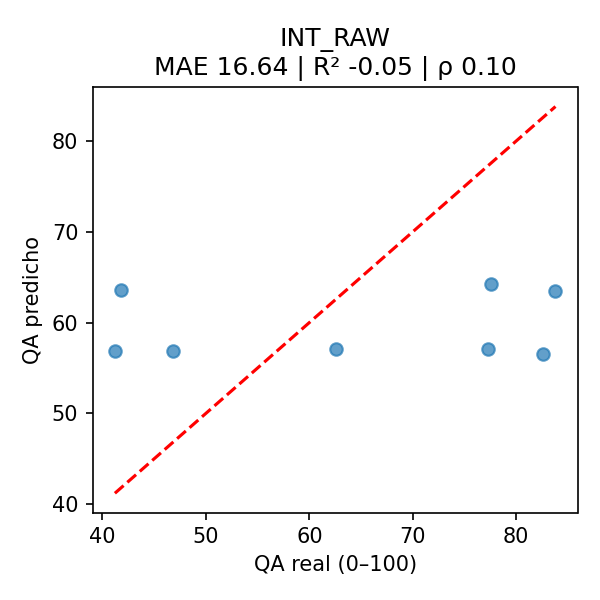 INT_RAW
MAE 16.64 | R² -0.05 | ρ 0.10
80
70
60
50
40
QA predicho
40 50 60 70 80
QA real (0–100)